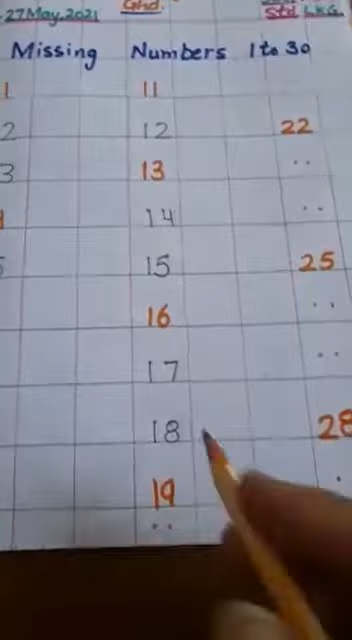 27 May. 2021
Std L.K.G.
Missing Numbers 1 to 30
1 11
2 12 22
3 13 ..
14 ..
15 25
16 ..
17 ..
18 28
19 .
..